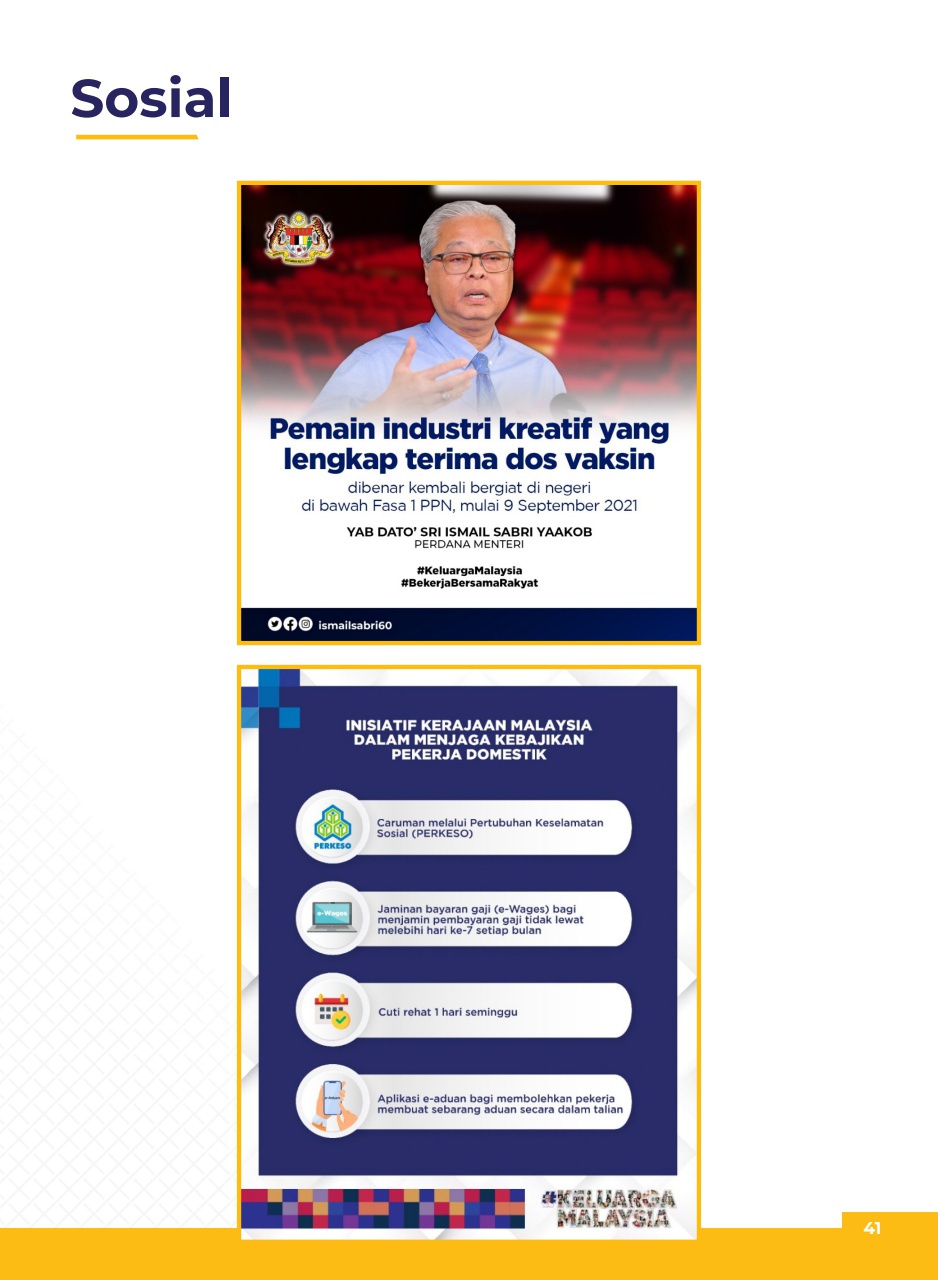 Sosial
Pemain industri kreatif yang
lengkap terima dos vaksin
dibenar kembali bergiat di negeri
di bawah Fasa 1 PPN, mulai 9 September 2021
YAB DATO' SRI ISMAIL SABRI YAAKOB
PERDANA MENTERI
#KeluargaMalaysia
#BekerjaBersamaRakyat
ismailsabri60
INISIATIF KERAJAAN MALAYSIA
DALAM MENJAGA KEBAJIKAN
PEKERJA DOMESTIK
PERKESO
Caruman melalui Pertubuhan Keselamatan
Sosial (PERKESO)
e-Wages
Jaminan bayaran gaji (e-Wages) bagi
menjamin pembayaran gaji tidak lewat
melebihi hari ke-7 setiap bulan
Cuti rehat 1 hari seminggu
Aplikasi e-aduan bagi membolehkan pekerja
membuat sebarang aduan secara dalam talian
#KELUARGA
MALAYSIA
41